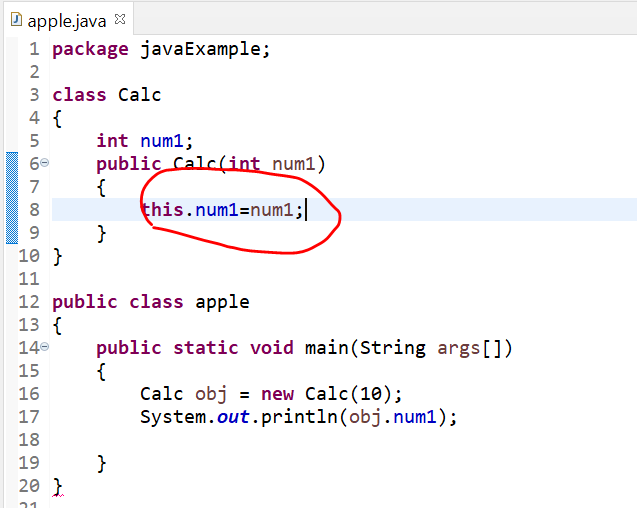 apple.java
1 package javaExample;
2
3 class Calc
4 {
5 int num1;
6 public Calc(int num1)
7 {
8 this.num1=num1;
9 }
10 }
11
12 public class apple
13 {
14 public static void main(String args[])
15 {
16 Calc obj = new Calc(10);
17 System.out.println(obj.num1);
18
19 }
20 }
21